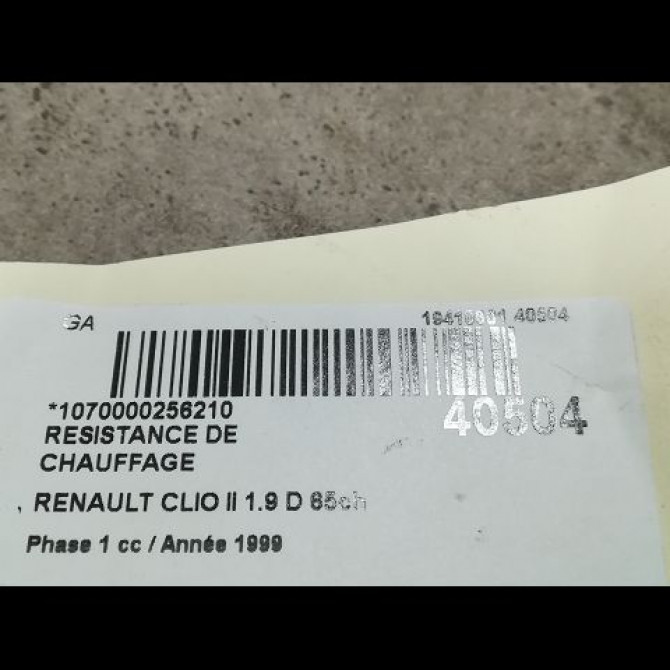 GA
19410001 40504
*1070000256210
40504
RESISTANCE DE
CHAUFFAGE
, RENAULT CLIO II 1.9 D 65ch
Phase 1 cc / Année 1999